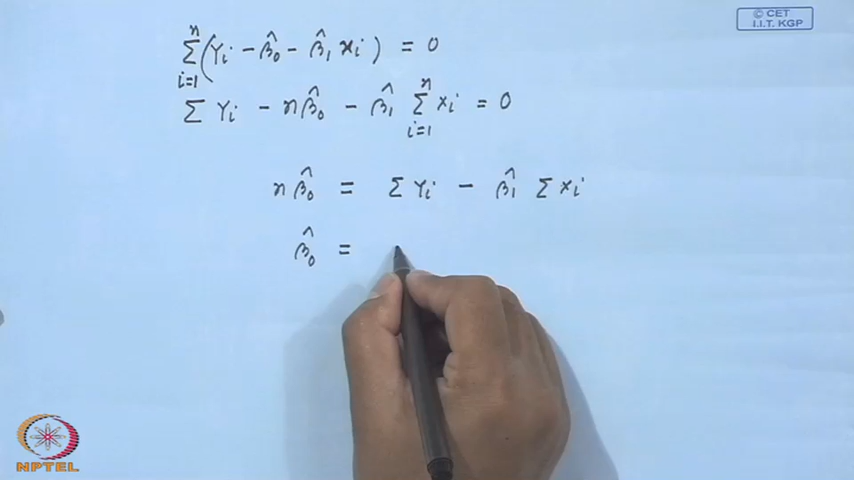 © CET
I.I.T. KGP
n∑i=1 (Yi − β̂0 − β̂1 xi) = 0
∑ Yi − nβ̂0 − β̂1 n∑i=1 xi = 0
n β̂0 = ∑ Yi − β̂1 ∑ xi
β̂0 =
NPTEL